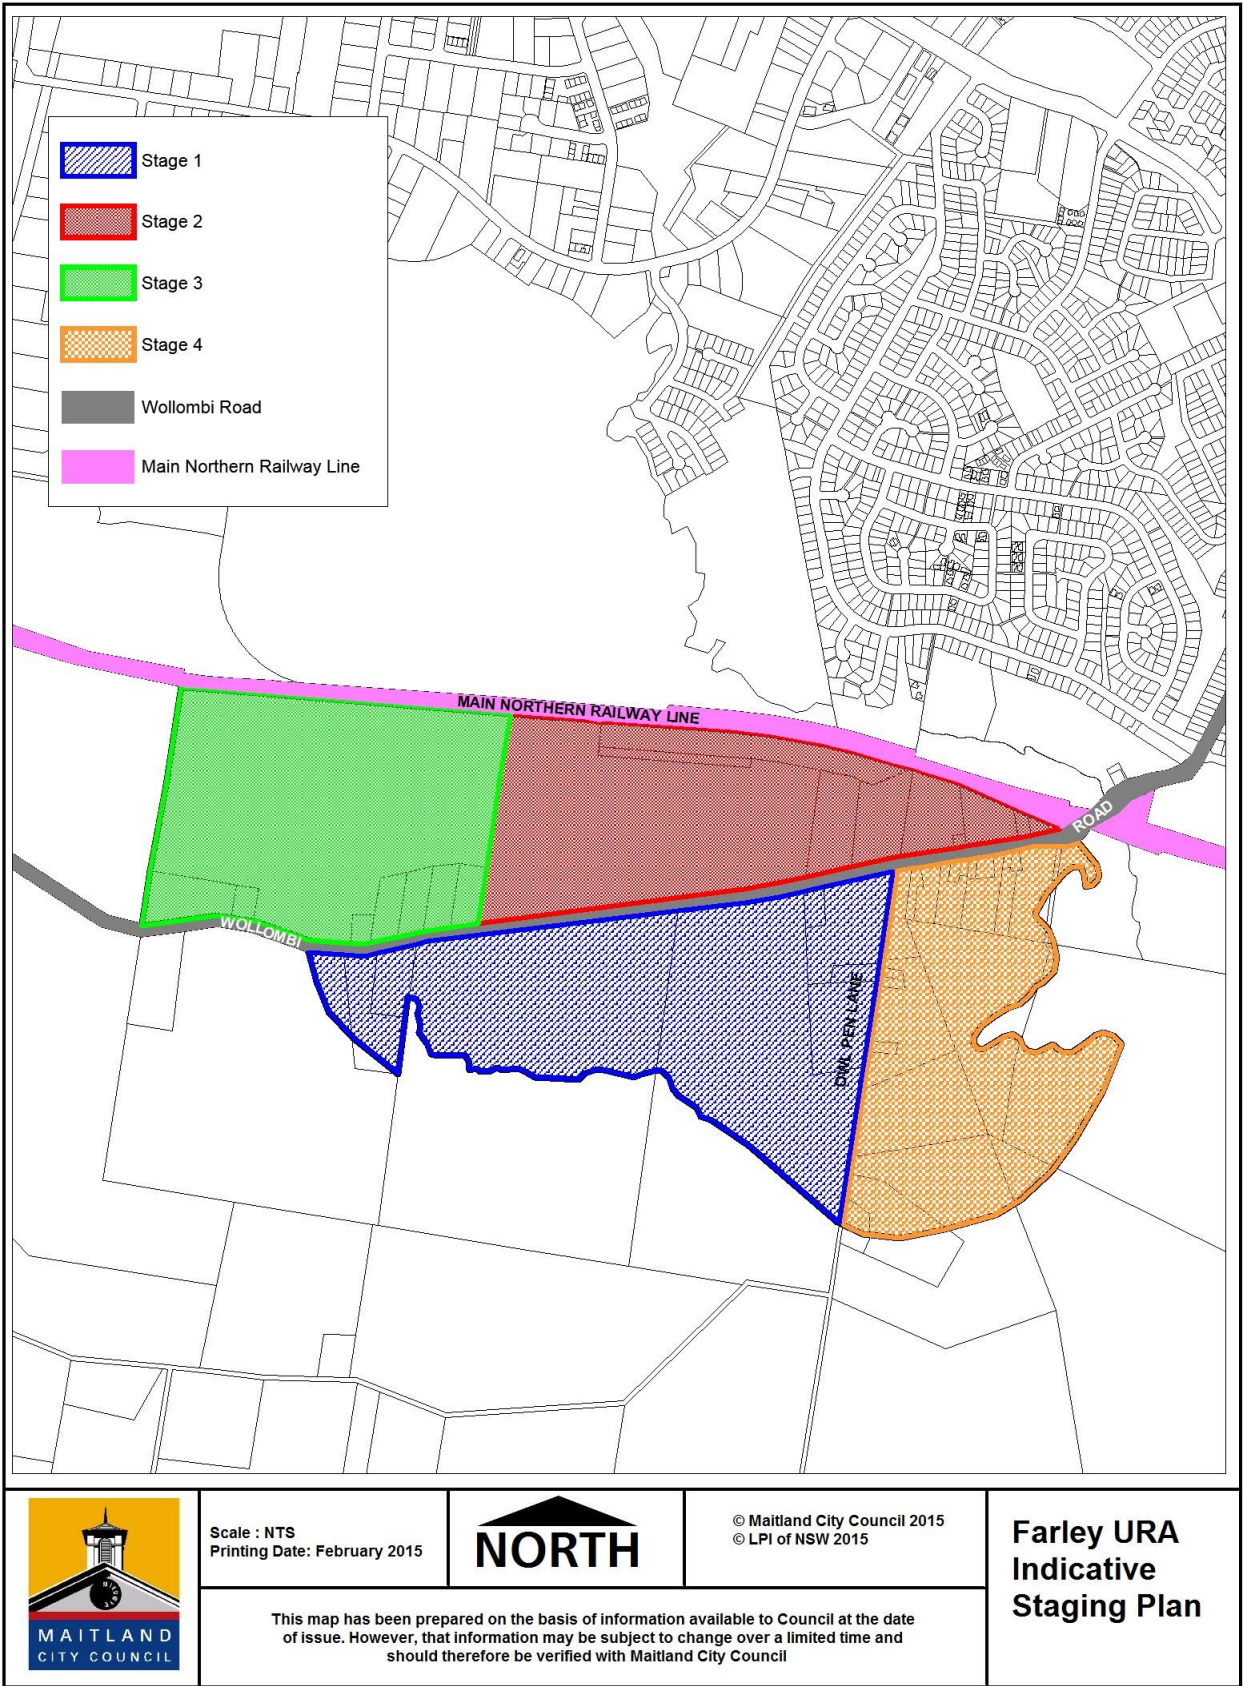 Stage 1
Stage 2
Stage 3
Stage 4
Wollombi Road
Main Northern Railway Line
MAIN NORTHERN RAILWAY LINE
ROAD
WOLLOMBI
OWL PEN LANE
MAITLAND
CITY COUNCIL
Scale : NTS
Printing Date: February 2015
NORTH
© Maitland City Council 2015
© LPI of NSW 2015
This map has been prepared on the basis of information available to Council at the date
of issue. However, that information may be subject to change over a limited time and
should therefore be verified with Maitland City Council
Farley URA
Indicative
Staging Plan